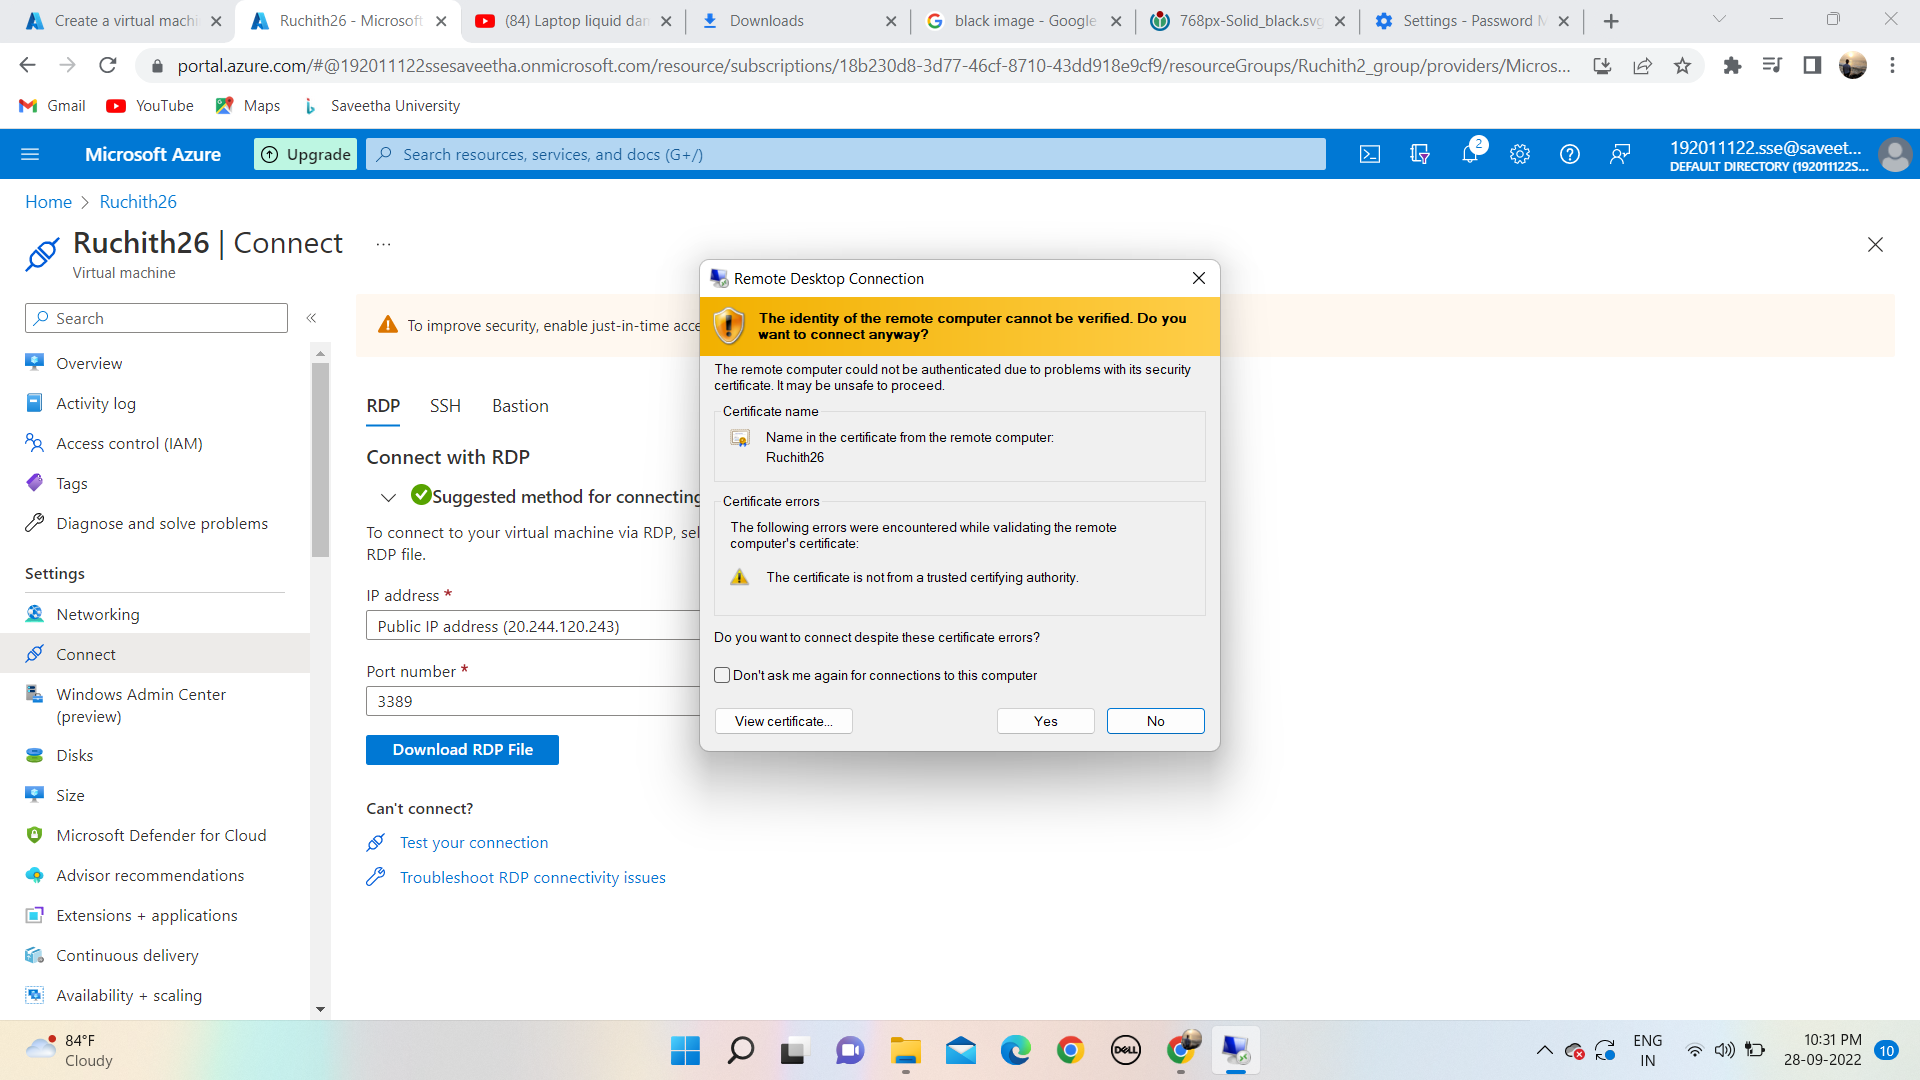 Create a virtual machi
Ruchith26 - Microsoft
(84) Laptop liquid dan
Downloads
black image - Google
768px-Solid_black.svg
Settings - Password M
portal.azure.com/#@192011122ssesaveetha.onmicrosoft.com/resource/subscriptions/18b230d8-3d77-46cf-8710-43dd918e9cf9/resourceGroups/Ruchith2_group/providers/Micros...
Gmail
YouTube
Maps
Saveetha University
Microsoft Azure
Upgrade
Search resources, services, and docs (G+/)
2
192011122.sse@saveet...
DEFAULT DIRECTORY (192011122S...
Home > Ruchith26
Ruchith26 | Connect ...
Virtual machine
Search
«
Overview
Activity log
Access control (IAM)
Tags
Diagnose and solve problems
Settings
Networking
Connect
Windows Admin Center
(preview)
Disks
Size
Microsoft Defender for Cloud
Advisor recommendations
Extensions + applications
Continuous delivery
Availability + scaling
To improve security, enable just-in-time acce
RDP
SSH
Bastion
Connect with RDP
Suggested method for connecting
To connect to your virtual machine via RDP, sel
RDP file.
IP address *
Public IP address (20.244.120.243)
Port number *
3389
Download RDP File
Can't connect?
Test your connection
Troubleshoot RDP connectivity issues
Remote Desktop Connection
The identity of the remote computer cannot be verified. Do you
want to connect anyway?
The remote computer could not be authenticated due to problems with its security
certificate. It may be unsafe to proceed.
Certificate name
Name in the certificate from the remote computer:
Ruchith26
Certificate errors
The following errors were encountered while validating the remote
computer's certificate:
The certificate is not from a trusted certifying authority.
Do you want to connect despite these certificate errors?
Don't ask me again for connections to this computer
View certificate...
Yes
No
84°F
Cloudy
DELL
ENG
IN
10:31 PM
28-09-2022
10